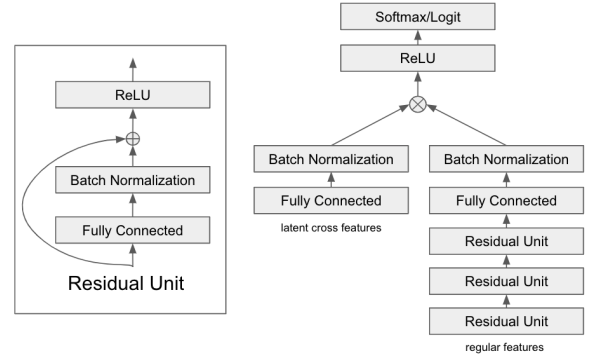 ReLU
Batch Normalization
Fully Connected
Residual Unit
Softmax/Logit
ReLU
Batch Normalization
Fully Connected
latent cross features
Batch Normalization
Fully Connected
Residual Unit
Residual Unit
Residual Unit
regular features